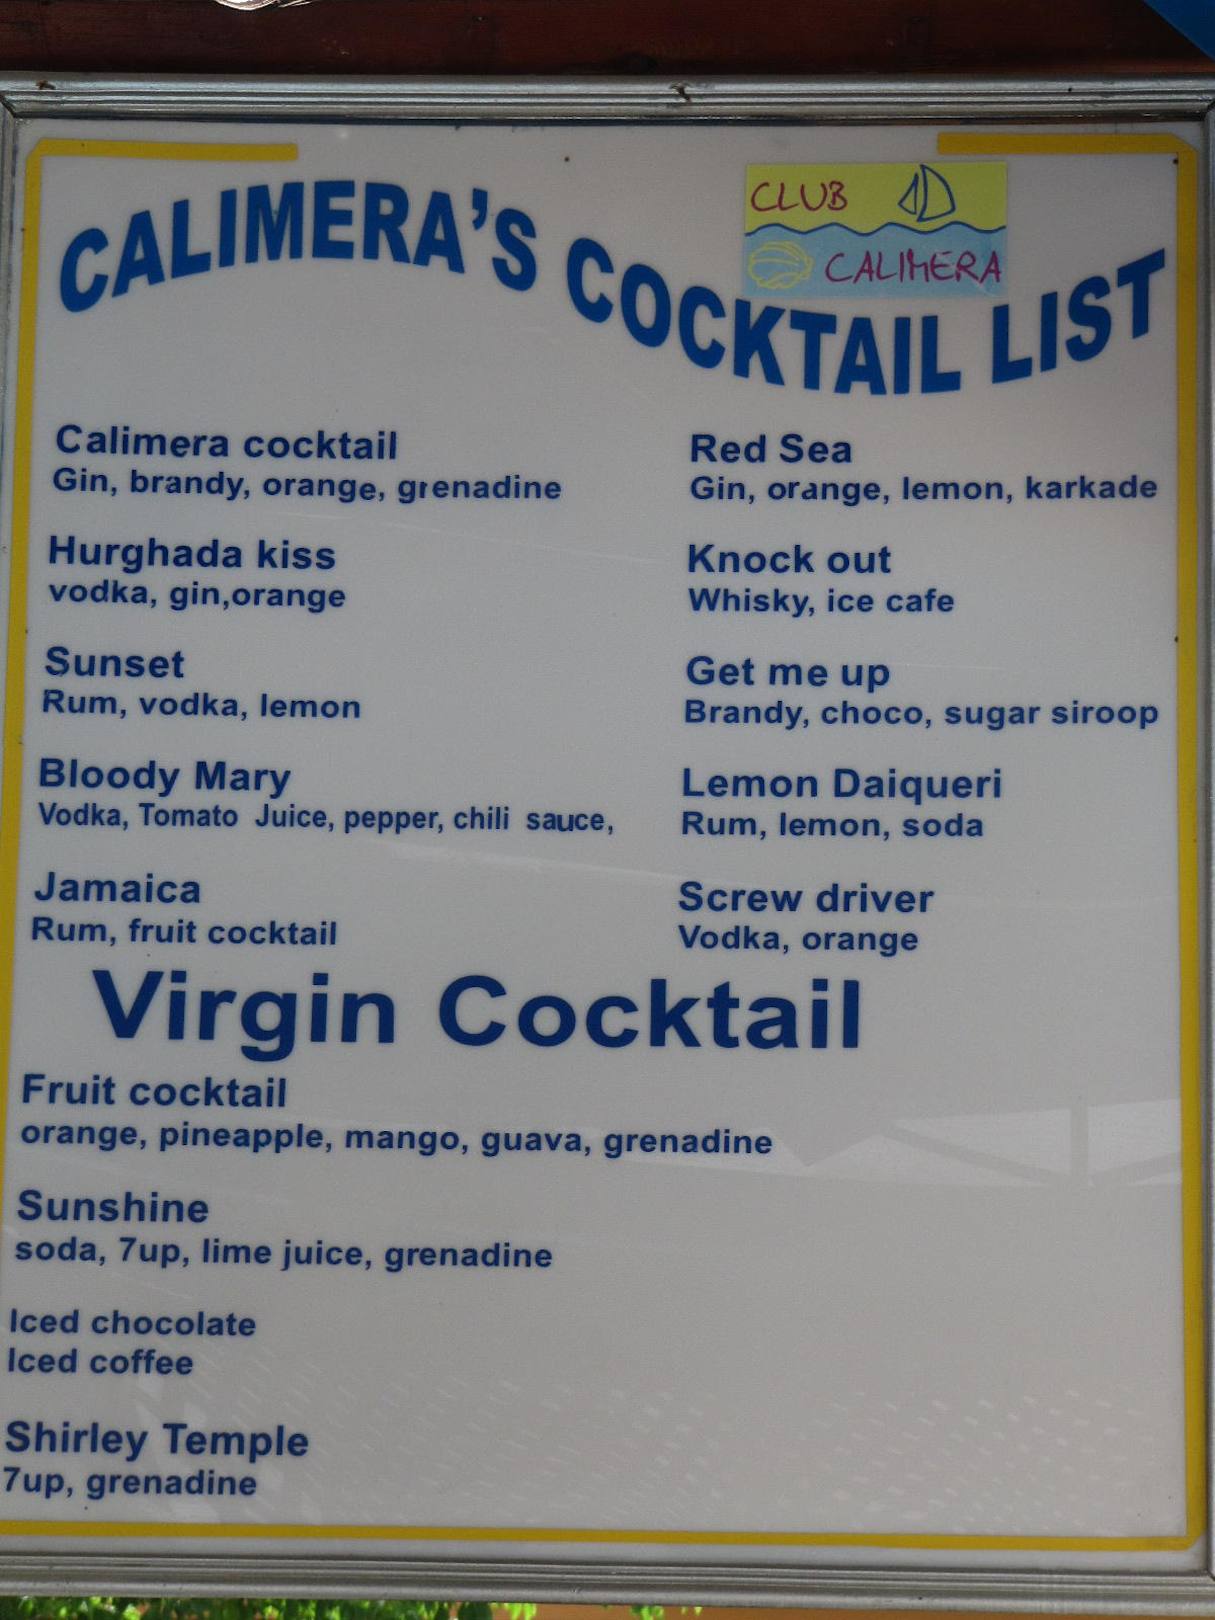 CALIMERA'S COCKTAIL LIST
CLUB
CALIMERA
Calimera cocktail
Gin, brandy, orange, grenadine
Hurghada kiss
vodka, gin,orange
Sunset
Rum, vodka, lemon
Bloody Mary
Vodka, Tomato Juice, pepper, chili sauce,
Jamaica
Rum, fruit cocktail
Red Sea
Gin, orange, lemon, karkade
Knock out
Whisky, ice cafe
Get me up
Brandy, choco, sugar siroop
Lemon Daiqueri
Rum, lemon, soda
Screw driver
Vodka, orange
Virgin Cocktail
Fruit cocktail
orange, pineapple, mango, guava, grenadine
Sunshine
soda, 7up, lime juice, grenadine
Iced chocolate
Iced coffee
Shirley Temple
7up, grenadine